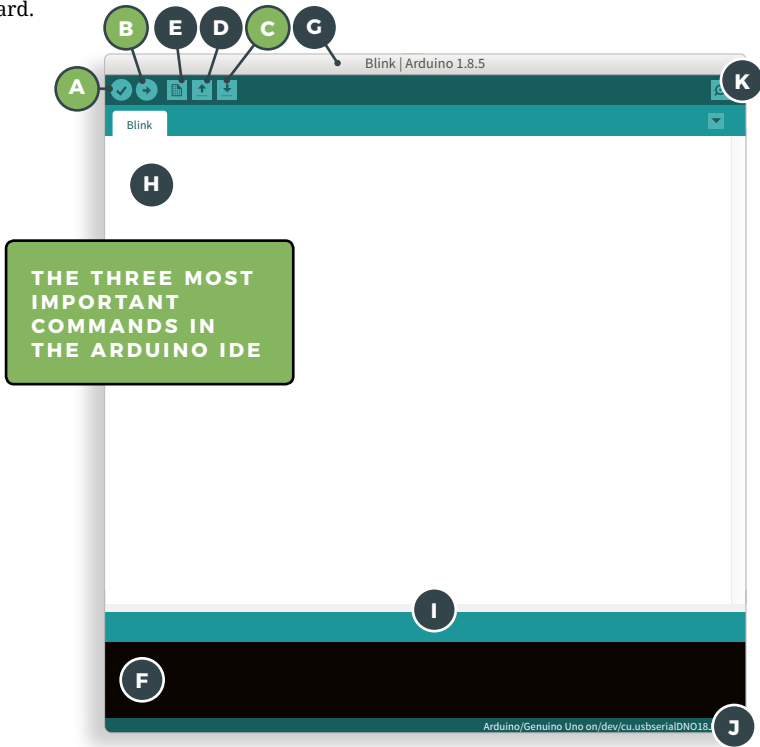 ard.
B E D C G
Blink | Arduino 1.8.5
A
K
Blink
H
THE THREE MOST
IMPORTANT
COMMANDS IN
THE ARDUINO IDE
I
F
Arduino/Genuino Uno on/dev/cu.usbserialDNO18
J